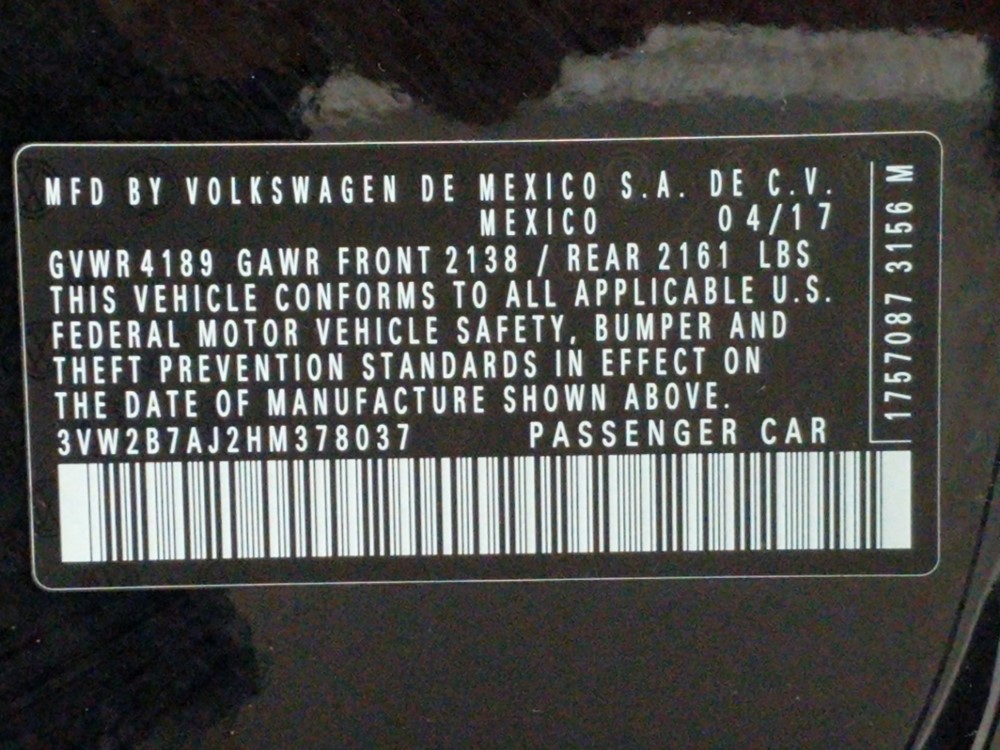 MFD BY VOLKSWAGEN DE MEXICO S.A. DE C.V.
MEXICO 04/17
GVWR4189 GAWR FRONT 2138 / REAR 2161 LBS
THIS VEHICLE CONFORMS TO ALL APPLICABLE U.S.
FEDERAL MOTOR VEHICLE SAFETY, BUMPER AND
THEFT PREVENTION STANDARDS IN EFFECT ON
THE DATE OF MANUFACTURE SHOWN ABOVE.
3VW2B7AJ2HM378037 PASSENGER CAR
1757087 3156 M